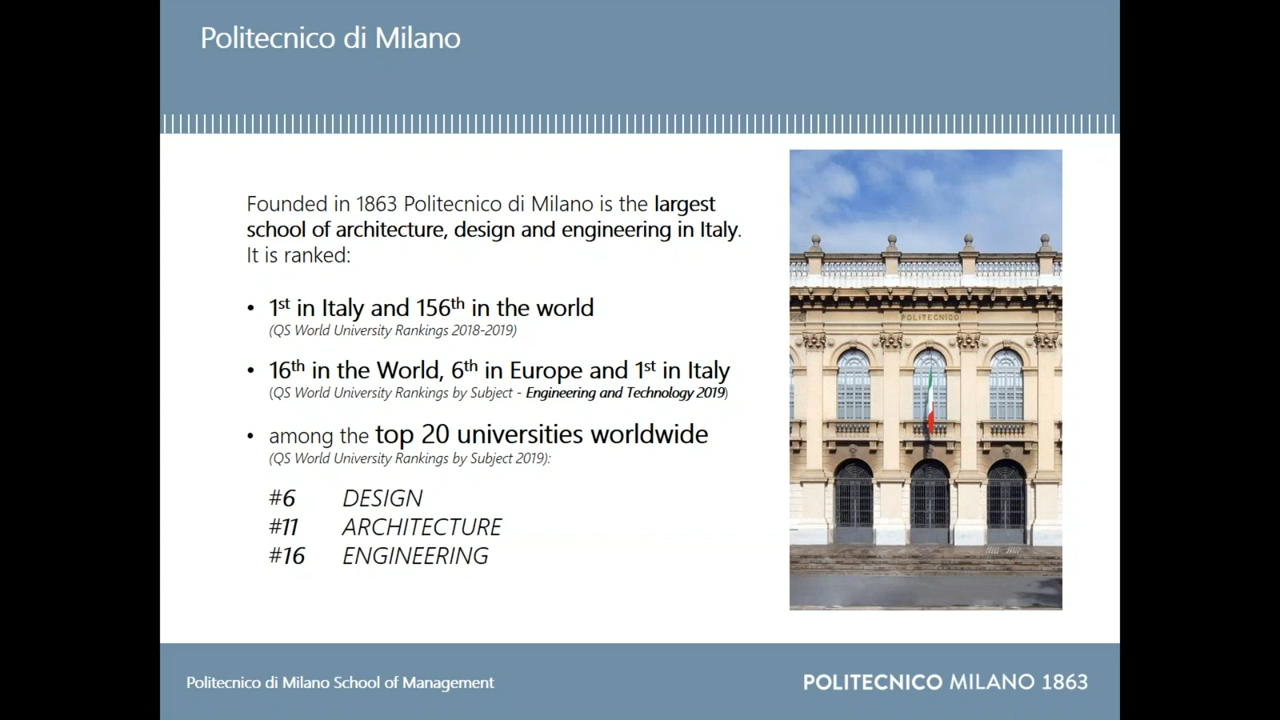 Politecnico di Milano
Founded in 1863 Politecnico di Milano is the largest
school of architecture, design and engineering in Italy.
It is ranked:
• 1st in Italy and 156th in the world
(QS World University Rankings 2018-2019)
• 16th in the World, 6th in Europe and 1st in Italy
(QS World University Rankings by Subject - Engineering and Technology 2019)
• among the top 20 universities worldwide
(QS World University Rankings by Subject 2019):
#6 DESIGN
#11 ARCHITECTURE
#16 ENGINEERING
POLITECNICO
Politecnico di Milano School of Management
POLITECNICO MILANO 1863